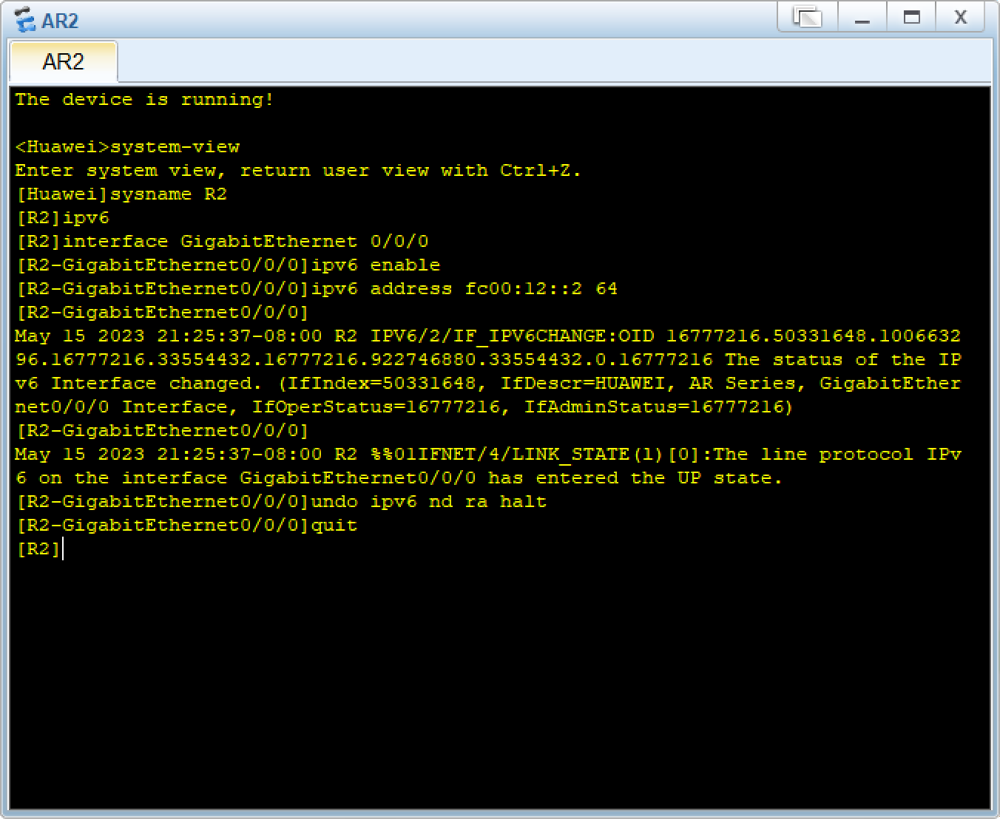 AR2
X
AR2
The device is running!
<Huawei>system-view
Enter system view, return user view with Ctrl+Z.
[Huawei]sysname R2
[R2]ipv6
[R2]interface GigabitEthernet 0/0/0
[R2-GigabitEthernet0/0/0]ipv6 enable
[R2-GigabitEthernet0/0/0]ipv6 address fc00:12::2 64
[R2-GigabitEthernet0/0/0]
May 15 2023 21:25:37-08:00 R2 IPV6/2/IF_IPV6CHANGE:OID 16777216.50331648.1006632
96.16777216.33554432.16777216.922746880.33554432.0.16777216 The status of the IP
v6 Interface changed. (IfIndex=50331648, IfDescr=HUAWEI, AR Series, GigabitEther
net0/0/0 Interface, IfOperStatus=16777216, IfAdminStatus=16777216)
[R2-GigabitEthernet0/0/0]
May 15 2023 21:25:37-08:00 R2 %%01IFNET/4/LINK_STATE(l)[0]:The line protocol IPv
6 on the interface GigabitEthernet0/0/0 has entered the UP state.
[R2-GigabitEthernet0/0/0]undo ipv6 nd ra halt
[R2-GigabitEthernet0/0/0]quit
[R2]